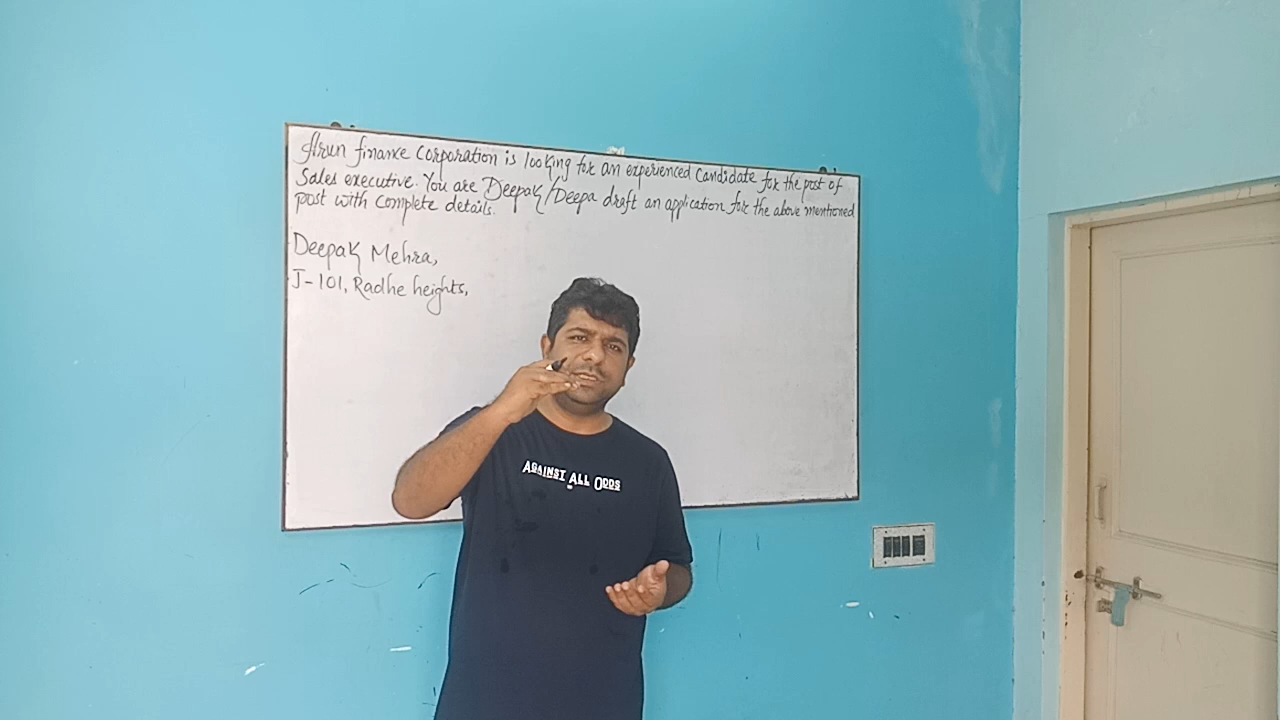 Arun finance Corporation is looking for an experienced Candidate for the post of
Sales executive. You are Deepak/Deepa draft an application for the above mentioned
post with complete details.
Deepak Mehra,
J-101, Radhe heights,
AGAINST ALL ODDS